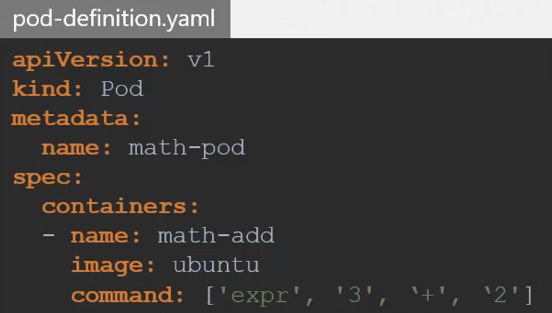 pod-definition.yaml
apiVersion: v1
kind: Pod
metadata:
  name: math-pod
spec:
  containers:
  - name: math-add
    image: ubuntu
    command: ['expr', '3', ‘+', ‘2']